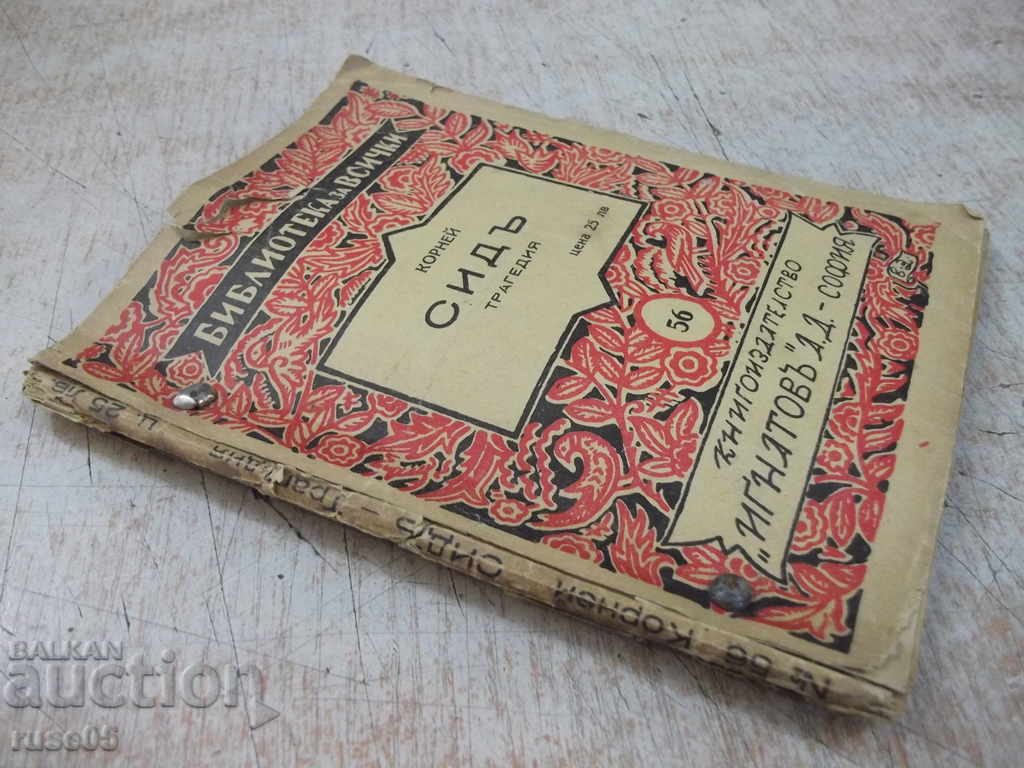 БИБЛИОТЕКА ЗА ВСИЧКИ
КОРНЕЙ
СИДЪ
ТРАГЕДИЯ
цена 25 лв
56
КНИГОИЗДАТЕЛСТВО
„ИГНАТОВЪ" А.Д. - СОФИЯ
№ 56 Корней СИДЪ – Трагедия Ц. 25 ЛВ
BALKAN
auction
ruse05